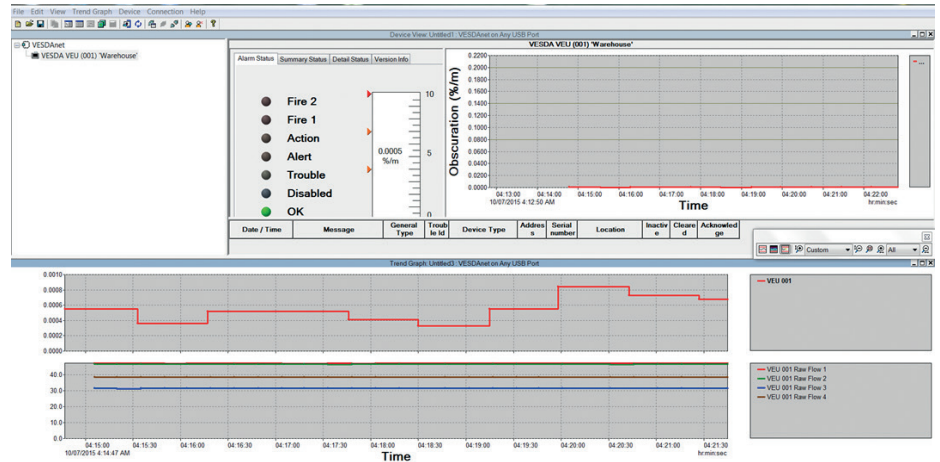 File Edit View Trend Graph Device Connection Help
Device View: Untitled1 : VESDAnet on Any USB Port
VESDAnet
VESDA VEU (001) 'Warehouse'
VESDA VEU (001) 'Warehouse'
Alarm Status Summary Status Detail Status Version Info
Fire 2
Fire 1
Action
Alert
Trouble
Disabled
OK
10
5
0
0.0005
%/m
Obscuration (%/m)
0.2200
0.2000
0.1800
0.1600
0.1400
0.1200
0.1000
0.0800
0.0600
0.0400
0.0200
0.0000
04:13:00 04:14:00 04:15:00 04:16:00 04:17:00 04:18:00 04:19:00 04:20:00 04:21:00 04:22:00
10/07/2015 4:12:50 AM
Time
hr:min:sec
...
Date / Time Message General Type Troub le Id Device Type Addres s Serial number Location Inactiv e Cleare d Acknowled ge
Custom All
Trend Graph: Untitled3 : VESDAnet on Any USB Port
0.0010
0.0008
0.0006
0.0004
0.0002
0.0000
VEU 001
40.0
30.0
20.0
10.0
0.0
VEU 001 Raw Flow 1
VEU 001 Raw Flow 2
VEU 001 Raw Flow 3
VEU 001 Raw Flow 4
04:15:00 04:15:30 04:16:00 04:16:30 04:17:00 04:17:30 04:18:00 04:18:30 04:19:00 04:19:30 04:20:00 04:20:30 04:21:00 04:21:30
10/07/2015 4:14:47 AM
Time
hr:min:sec